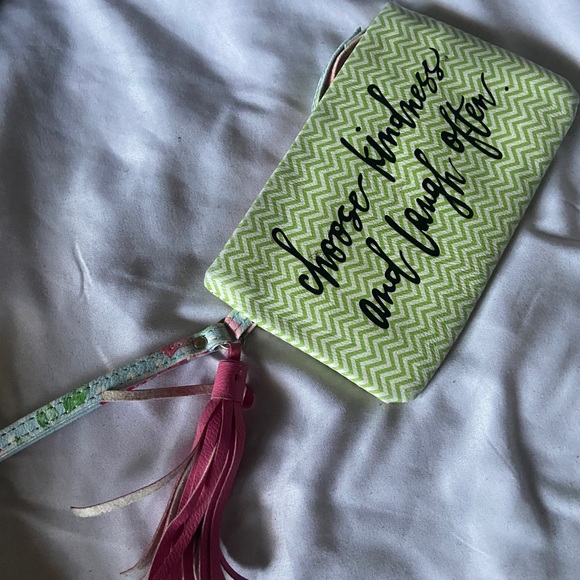 choose kindness
and laugh often.